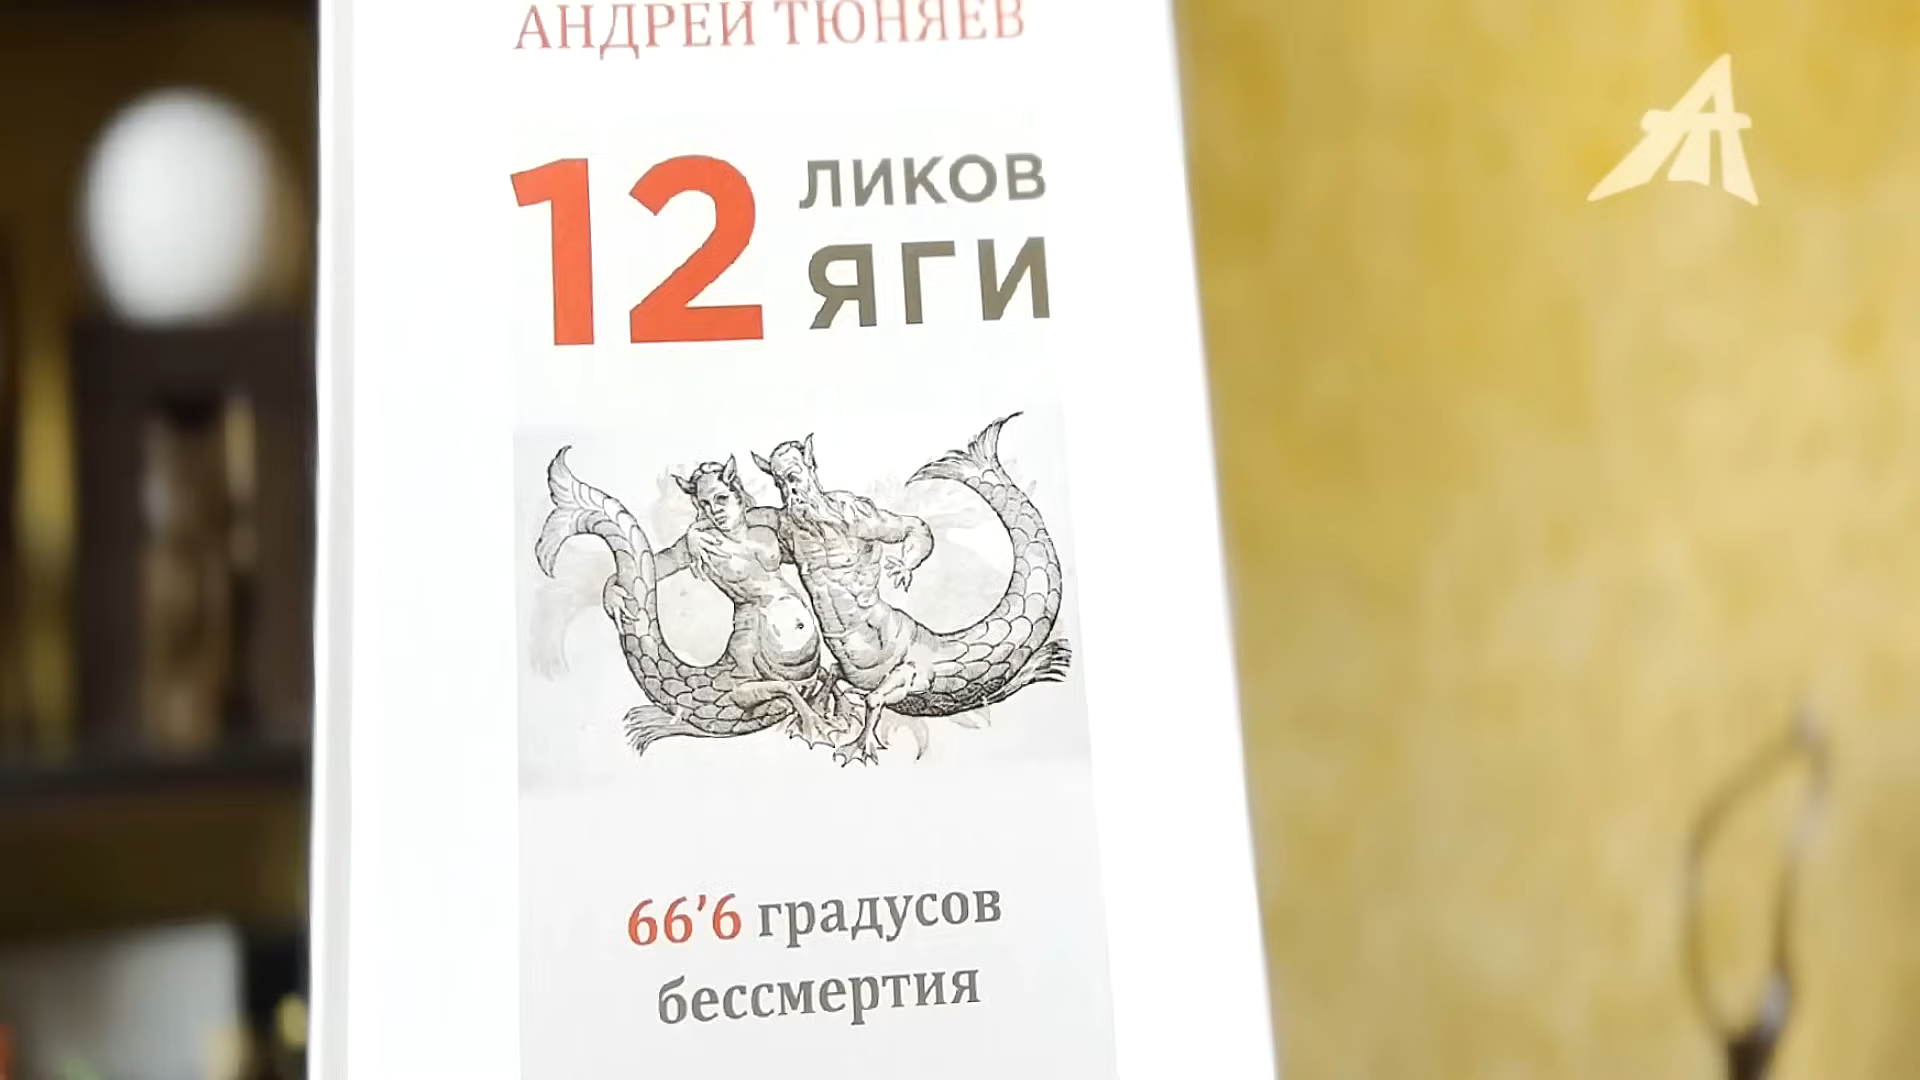 АНДРЕЙ ТЮНЯЕВ
12 ЛИКОВ
ЯГИ
66’6 градусов
бессмертия